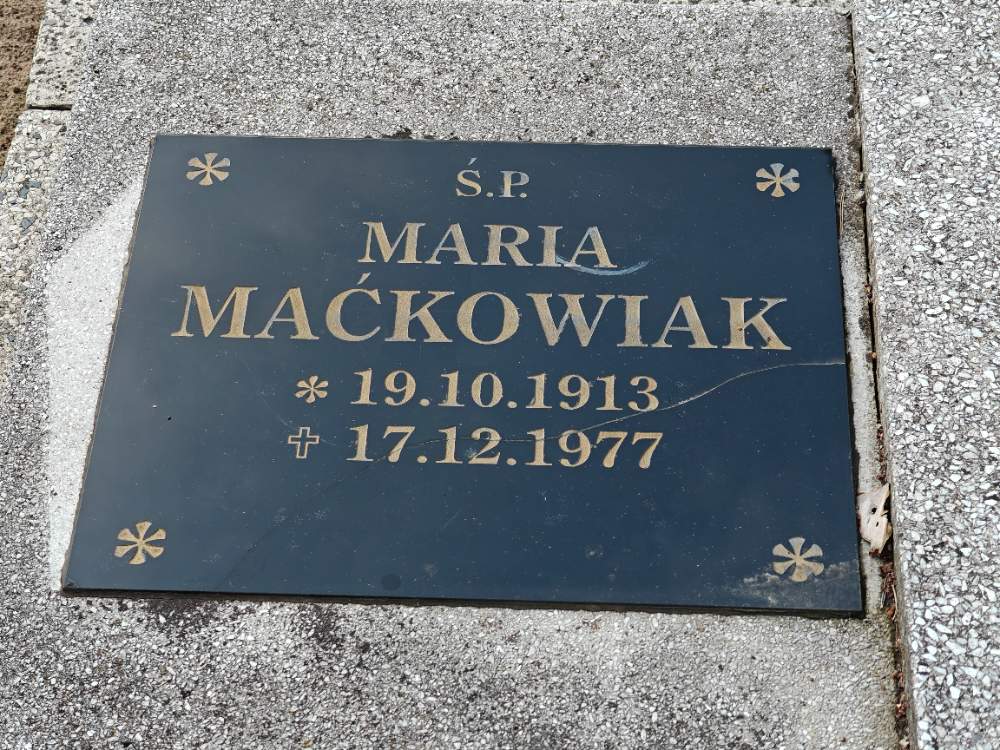 Ś.P.
MARIA
MAĆKOWIAK
* 19.10.1913
✝ 17.12.1977